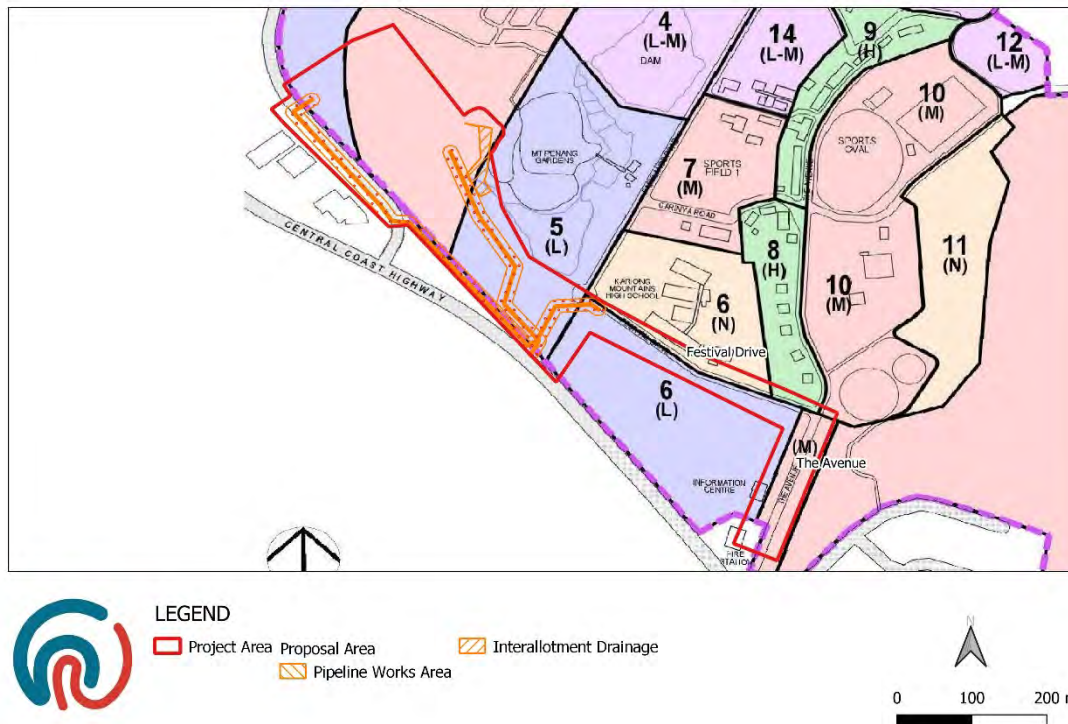 4
(L-M)
DAM
14
(L-M)
9
(H)
12
(L-M)
10
(M)
SPORTS
OVAL
MT PENANG
GARDENS
7
(M)
SPORTS
FIELD 1
CARINYA ROAD
5
(L)
8
(H)
11
(N)
10
(M)
KARIONG
MOUNTAINS
HIGH SCHOOL
6
(N)
CENTRAL COAST HIGHWAY
Festival Drive
6
(L)
(M)
The Avenue
THE AVENUE
INFORMATION
CENTRE
FIRE
STATION
LEGEND
Project Area
Proposal Area
Interallotment Drainage
Pipeline Works Area
N
0 100 200 m